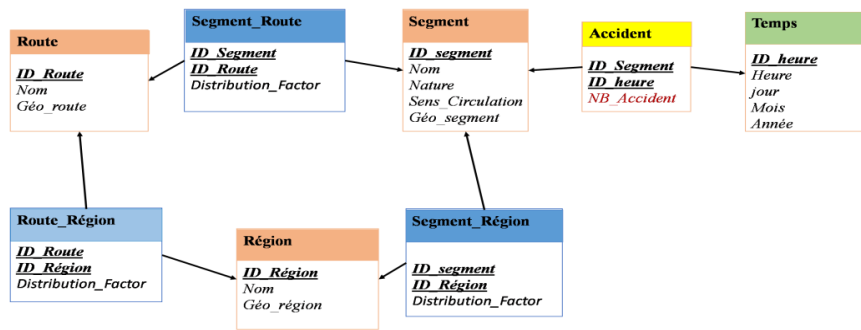 Route
ID_Route
Nom
Géo_route
Segment_Route
ID_Segment
ID_Route
Distribution_Factor
Segment
ID_segment
Nom
Nature
Sens_Circulation
Géo_segment
Accident
ID_Segment
ID_heure
NB_Accident
Temps
ID_heure
Heure
jour
Mois
Année
Route_Région
ID_Route
ID_Région
Distribution_Factor
Région
ID_Région
Nom
Géo_région
Segment_Région
ID_segment
ID_Région
Distribution_Factor